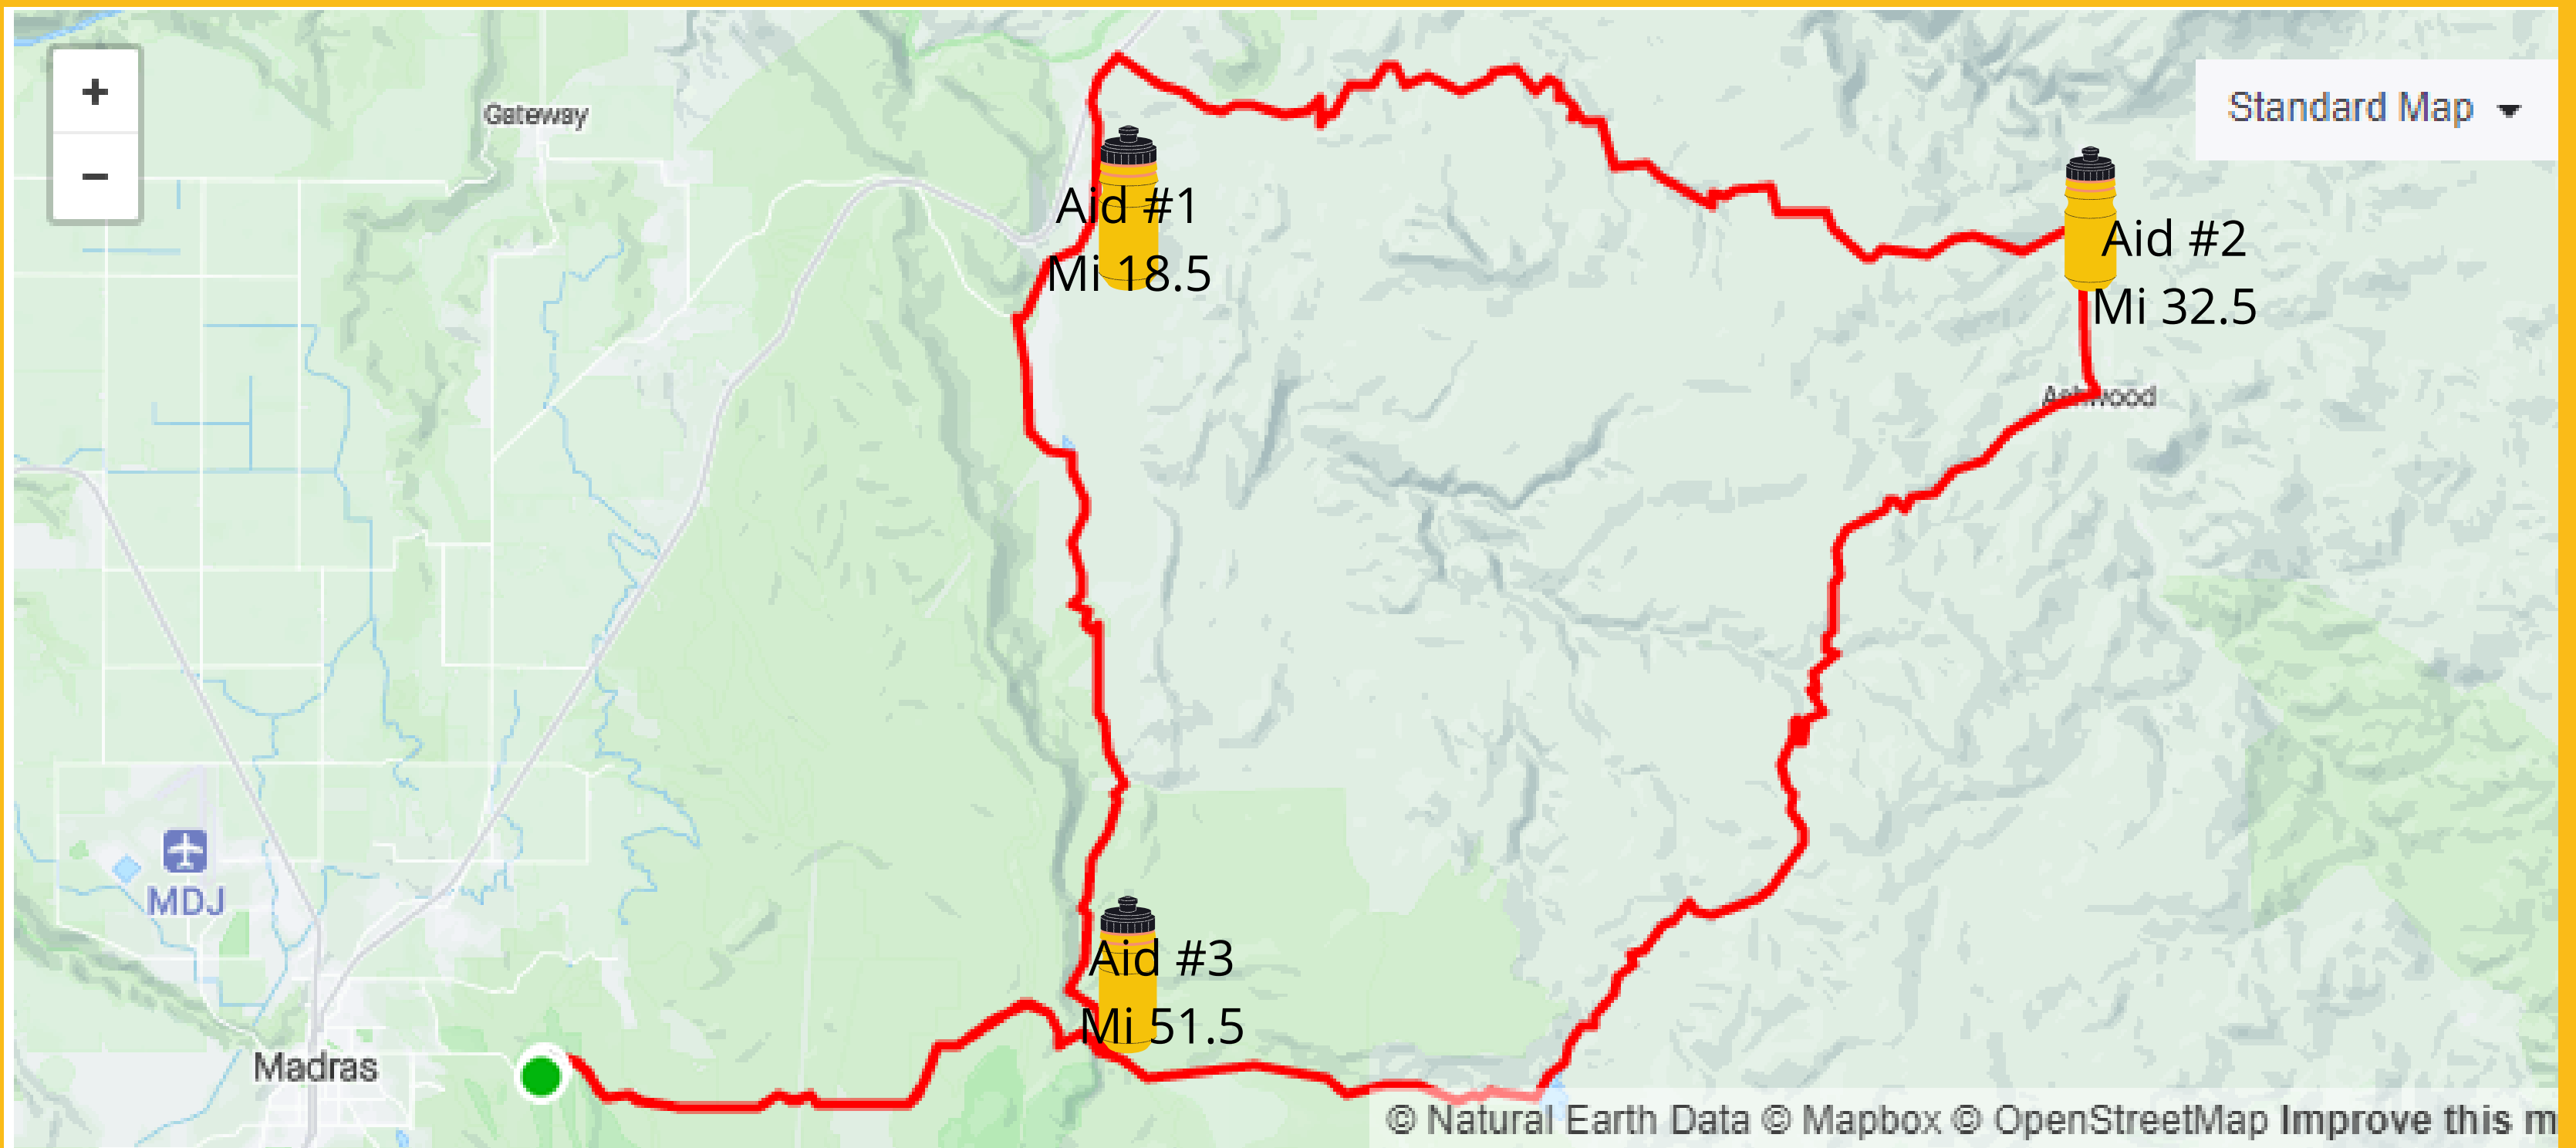 +
Gateway
Standard Map
−
Aid #1
Mi 18.5
Aid #2
Mi 32.5
Ashwood
MDJ
Aid #3
Mi 51.5
Madras
© Natural Earth Data © Mapbox © OpenStreetMap Improve this m